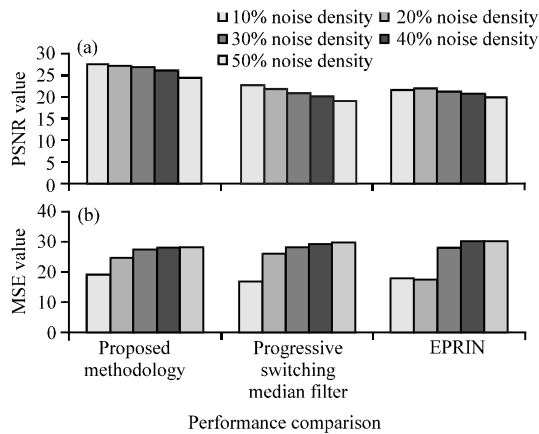 10% noise density 20% noise density
30% noise density 40% noise density
50% noise density
(a)
PSNR value
30
25
20
15
10
5
0
(b)
MSE value
40
30
20
10
0
Proposed
methodology
Progressive
switching
median filter
EPRIN
Performance comparison